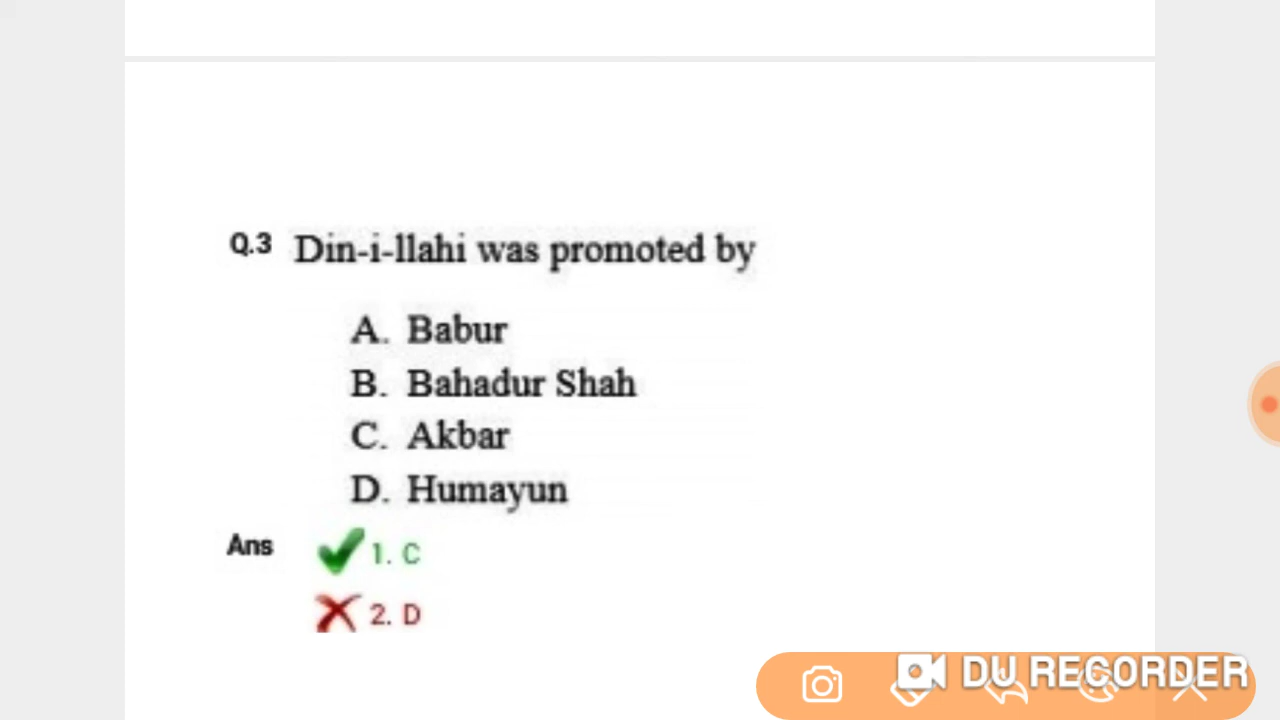 Q.3 Din-i-llahi was promoted by
A. Babur
B. Bahadur Shah
C. Akbar
D. Humayun
Ans 1. C
2. D
DU RECORDER